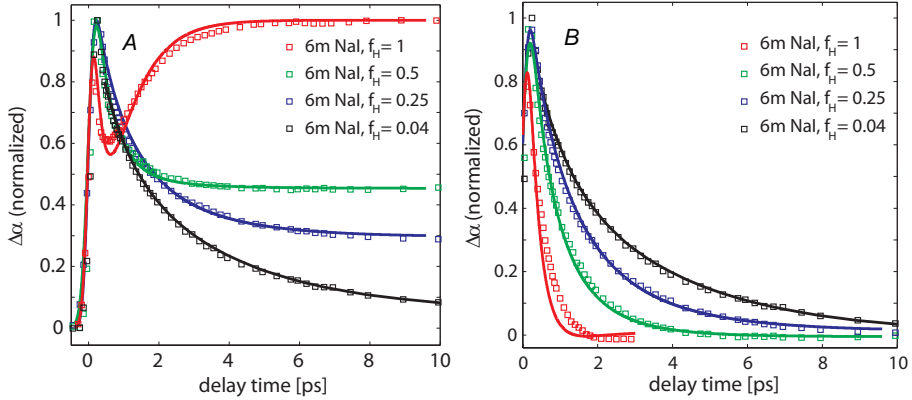 A
1
0.8
0.6
0.4
0.2
0
Δα (normalized)
6m NaI, f_H= 1
6m NaI, f_H= 0.5
6m NaI, f_H= 0.25
6m NaI, f_H= 0.04
0 2 4 6 8 10
delay time [ps]
B
1
0.8
0.6
0.4
0.2
0
Δα (normalized)
6m NaI, f_H= 1
6m NaI, f_H= 0.5
6m NaI, f_H= 0.25
6m NaI, f_H= 0.04
0 2 4 6 8 10
delay time [ps]